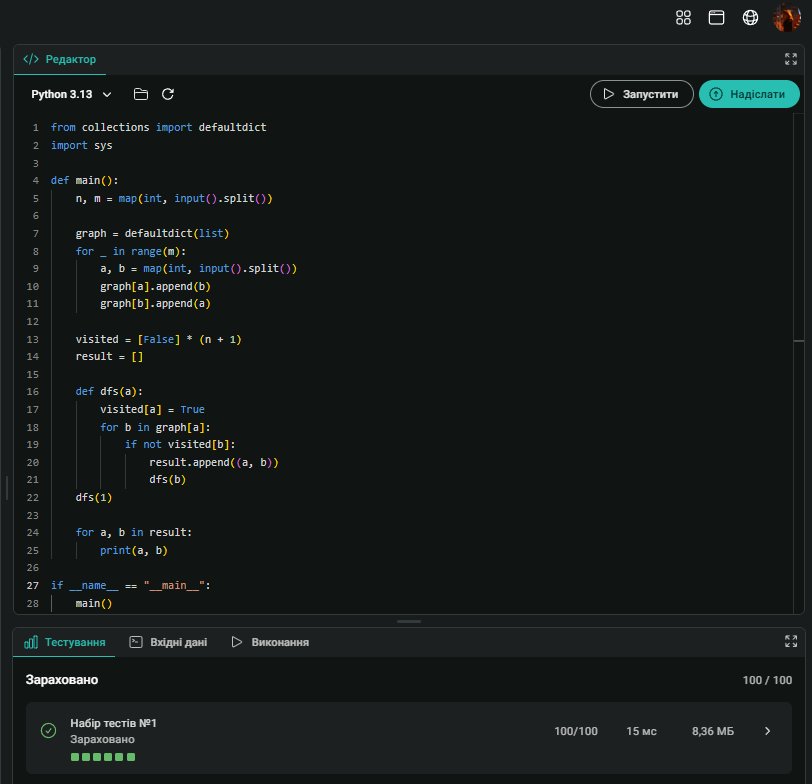 </> Редактор
Python 3.13
Запустити
Надіслати
1 from collections import defaultdict
2 import sys
3
4 def main():
5     n, m = map(int, input().split())
6
7     graph = defaultdict(list)
8     for _ in range(m):
9         a, b = map(int, input().split())
10         graph[a].append(b)
11         graph[b].append(a)
12
13     visited = [False] * (n + 1)
14     result = []
15
16     def dfs(a):
17         visited[a] = True
18         for b in graph[a]:
19             if not visited[b]:
20                 result.append((a, b))
21                 dfs(b)
22     dfs(1)
23
24     for a, b in result:
25         print(a, b)
26
27 if __name__ == "__main__":
28     main()
Тестування
Вхідні дані
Виконання
Зараховано
100 / 100
Набір тестів №1
Зараховано
100/100
15 мс
8,36 МБ